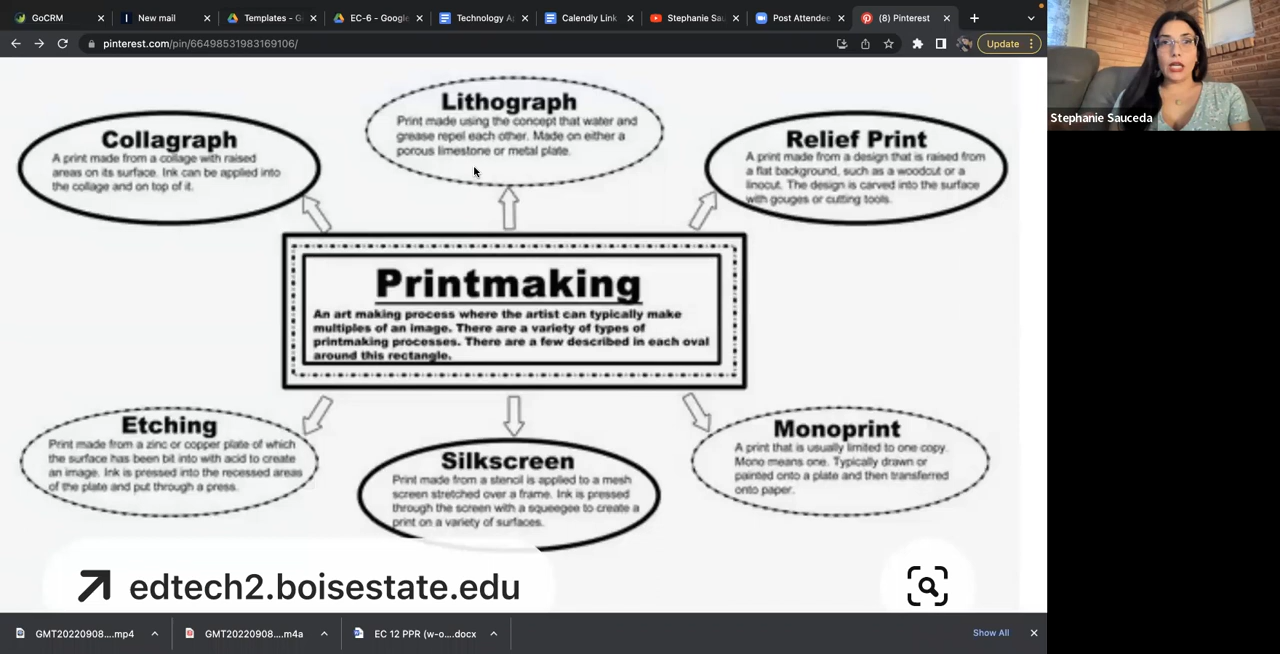 GoCRM
New mail
Templates - G
EC-6 - Google
Technology A
Calendly Link
Stephanie Sau
Post Attendee
(8) Pinterest
pinterest.com/pin/66498531983169106/
Update
Stephanie Sauceda
Lithograph
Print made using the concept that water and
grease repel each other. Made on either a
porous limestone or metal plate.
Collagraph
A print made from a collage with raised
areas on its surface. Ink can be applied into
the collage and on top of it.
Relief Print
A print made from a design that is raised from
a flat background, such as a woodcut or a
linocut. The design is carved into the surface
with gouges or cutting tools.
Printmaking
An art making process where the artist can typically make
multiples of an image. There are a variety of types of
printmaking processes. There are a few described in each oval
around this rectangle.
Etching
Print made from a zinc or copper plate of which
the surface has been bit into with acid to create
an image. Ink is pressed into the recessed areas
of the plate and put through a press.
Silkscreen
Print made from a stencil is applied to a mesh
screen stretched over a frame. Ink is pressed
through the screen with a squeegee to create a
print on a variety of surfaces.
Monoprint
A print that is usually limited to one copy.
Mono means one. Typically drawn or
painted onto a plate and then transferred
onto paper.
edtech2.boisestate.edu
GMT20220908....mp4
GMT20220908....m4a
EC 12 PPR (w-o....docx
Show All